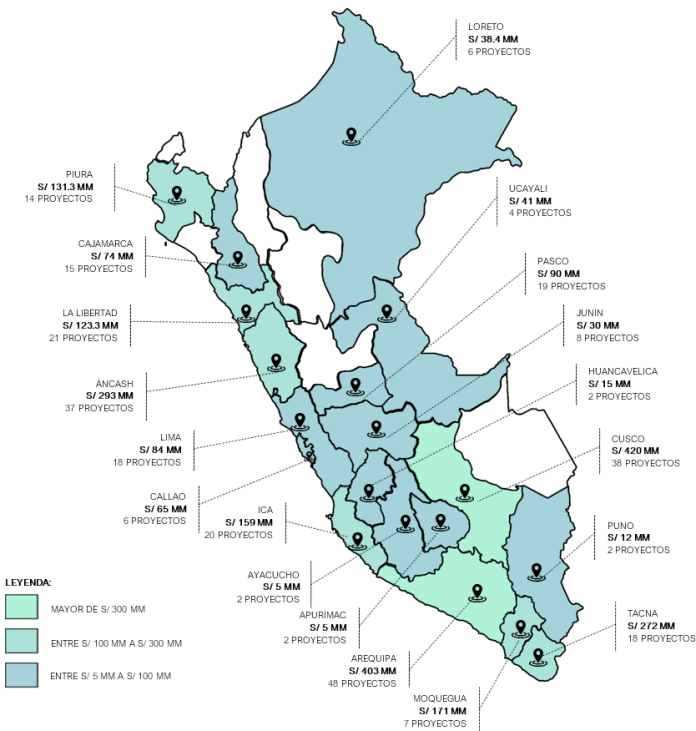 LORETO
S/ 38.4 MM
6 PROYECTOS
PIURA
S/ 131.3 MM
14 PROYECTOS
UCAYALI
S/ 41 MM
4 PROYECTOS
CAJAMARCA
S/ 74 MM
15 PROYECTOS
PASCO
S/ 90 MM
19 PROYECTOS
LA LIBERTAD
S/ 123.3 MM
21 PROYECTOS
JUNÍN
S/ 30 MM
8 PROYECTOS
HUANCAVELICA
S/ 15 MM
2 PROYECTOS
ÁNCASH
S/ 293 MM
37 PROYECTOS
LIMA
S/ 84 MM
18 PROYECTOS
CUSCO
S/ 420 MM
38 PROYECTOS
CALLAO
S/ 65 MM
6 PROYECTOS
ICA
S/ 159 MM
20 PROYECTOS
PUNO
S/ 12 MM
2 PROYECTOS
AYACUCHO
S/ 5 MM
2 PROYECTOS
APURÍMAC
S/ 5 MM
2 PROYECTOS
TACNA
S/ 272 MM
18 PROYECTOS
AREQUIPA
S/ 403 MM
48 PROYECTOS
MOQUEGUA
S/ 171 MM
7 PROYECTOS
LEYENDA:
MAYOR DE S/ 300 MM
ENTRE S/ 100 MM A S/ 300 MM
ENTRE S/ 5 MM A S/ 100 MM